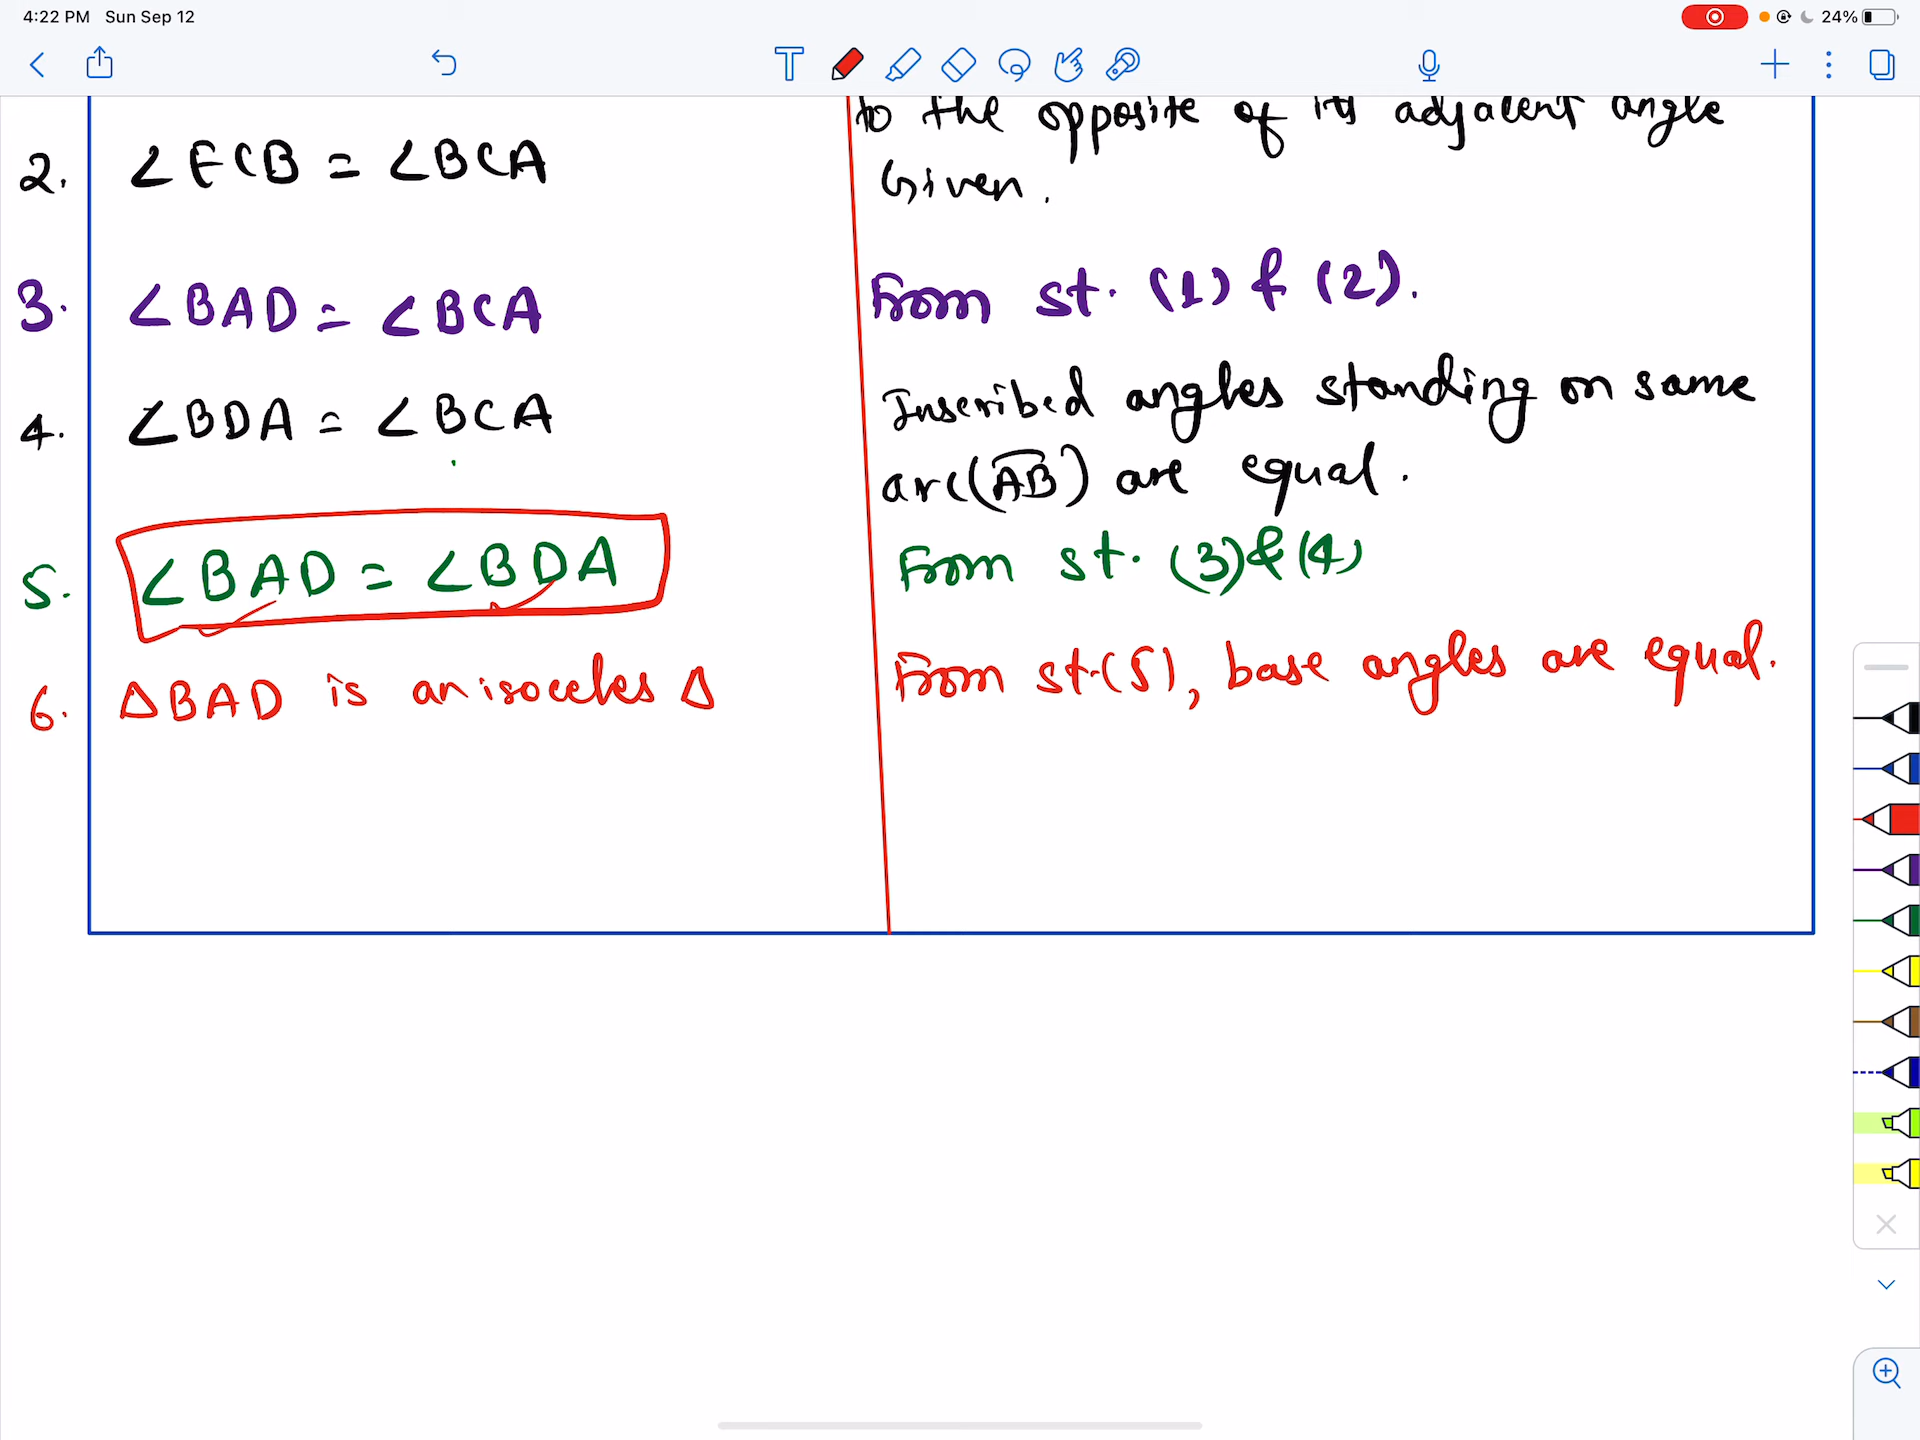 4:22 PM Sun Sep 12
24%
to the opposite of its adjacent angle
2. ∠ECB = ∠BCA
Given.
3. ∠BAD = ∠BCA
From st. (1) & (2).
4. ∠BDA = ∠BCA
Inscribed angles standing on same
arc(AB) are equal.
5. ∠BAD = ∠BDA
From st. (3) & (4)
6. ΔBAD is an isoceles Δ
From st.(5), base angles are equal.